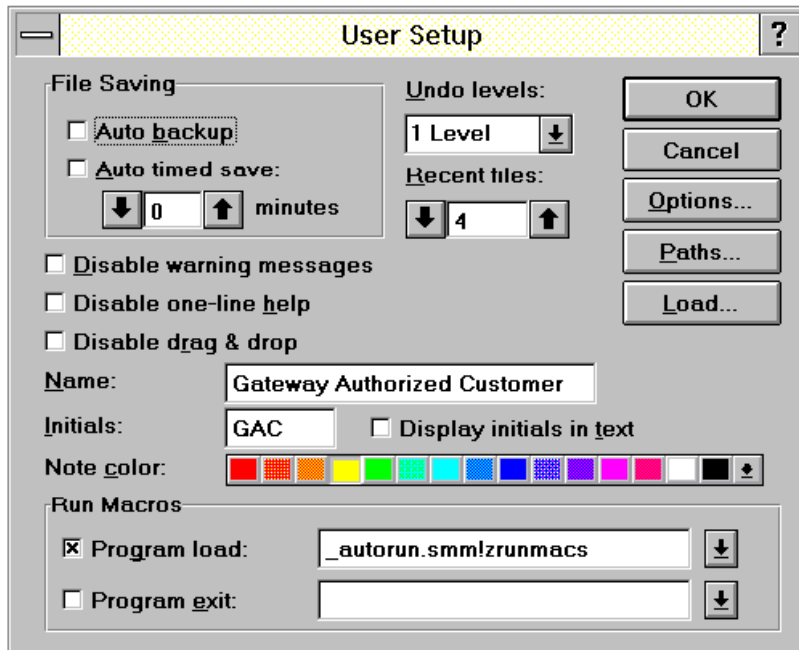 User Setup
?
File Saving
Auto backup
Auto timed save:
0 minutes
Undo levels:
1 Level
Recent files:
4
OK
Cancel
Options...
Paths...
Load...
Disable warning messages
Disable one-line help
Disable drag & drop
Name: Gateway Authorized Customer
Initials: GAC Display initials in text
Note color:
Run Macros
Program load: _autorun.smm!zrunmacs
Program exit: